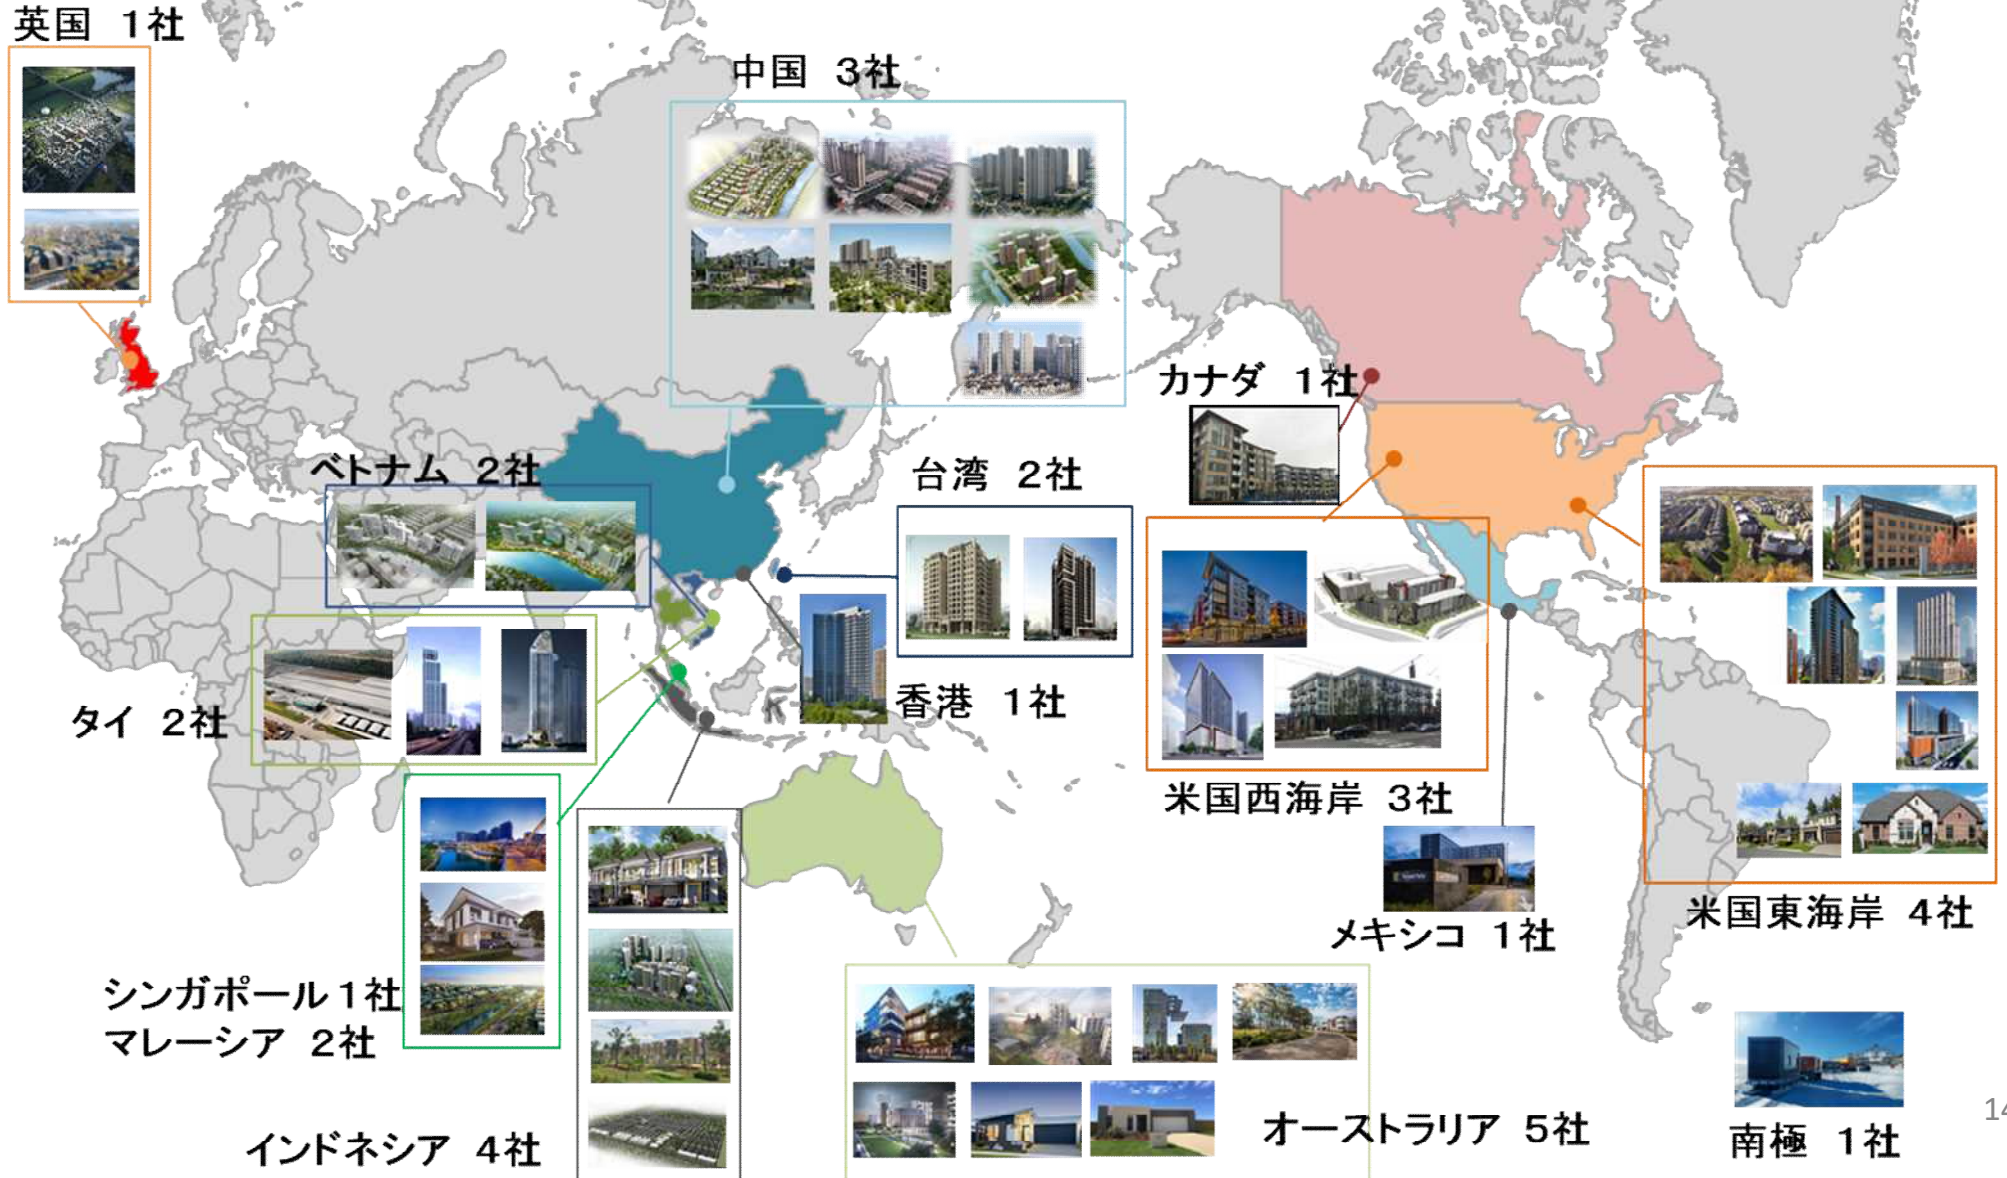 英国 1社
中国 3社
カナダ 1社
ベトナム 2社
台湾 2社
タイ 2社
香港 1社
米国西海岸 3社
米国東海岸 4社
メキシコ 1社
シンガポール1社
マレーシア 2社
インドネシア 4社
オーストラリア 5社
南極 1社
14